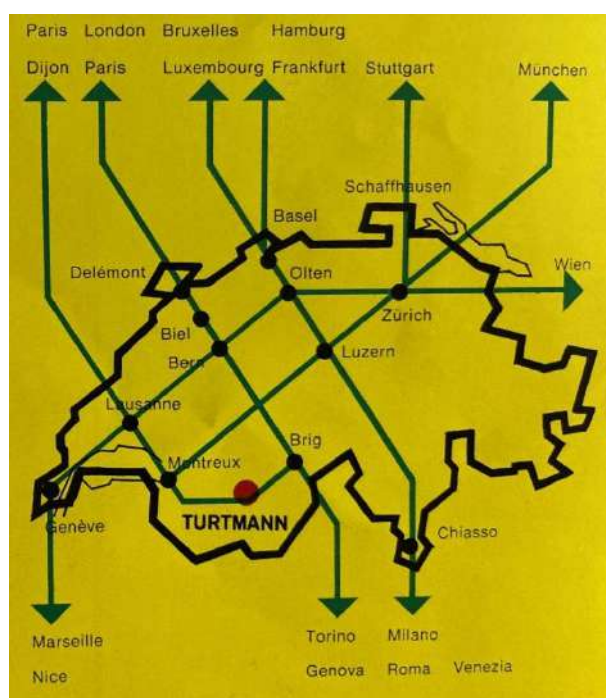 Paris London Bruxelles Hamburg
Dijon Paris Luxembourg Frankfurt Stuttgart München
Schaffhausen
Basel
Delémont Olten Wien
Biel Zürich
Bern Luzern
Lausanne
Montreux Brig
Genève TURTMANN Chiasso
Marseille Torino Milano
Nice Genova Roma Venezia